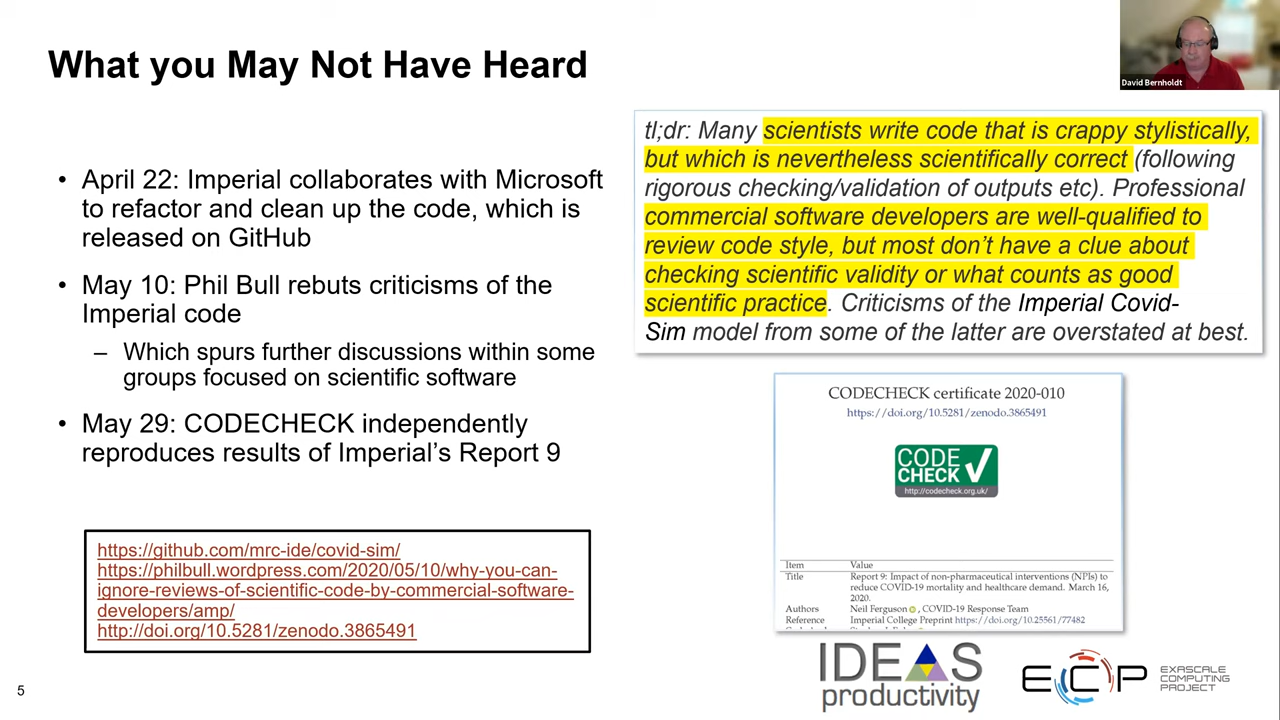 What you May Not Have Heard
David Bernholdt
• April 22: Imperial collaborates with Microsoft
to refactor and clean up the code, which is
released on GitHub
• May 10: Phil Bull rebuts criticisms of the
Imperial code
– Which spurs further discussions within some
groups focused on scientific software
• May 29: CODECHECK independently
reproduces results of Imperial’s Report 9
https://github.com/mrc-ide/covid-sim/
https://philbull.wordpress.com/2020/05/10/why-you-can-
ignore-reviews-of-scientific-code-by-commercial-software-
developers/amp/
http://doi.org/10.5281/zenodo.3865491
tl;dr: Many scientists write code that is crappy stylistically,
but which is nevertheless scientifically correct (following
rigorous checking/validation of outputs etc). Professional
commercial software developers are well-qualified to
review code style, but most don’t have a clue about
checking scientific validity or what counts as good
scientific practice. Criticisms of the Imperial Covid-
Sim model from some of the latter are overstated at best.
CODECHECK certificate 2020-010
https://doi.org/10.5281/zenodo.3865491
CODE
CHECK
http://codecheck.org.uk/
Item Value
Title Report 9: Impact of non-pharmaceutical interventions (NPIs) to
reduce COVID-19 mortality and healthcare demand. March 16,
2020.
Authors Neil Ferguson, COVID-19 Response Team
Reference Imperial College Preprint https://doi.org/10.25561/77482
5
IDEAS
productivity
ECP
EXASCALE
COMPUTING
PROJECT